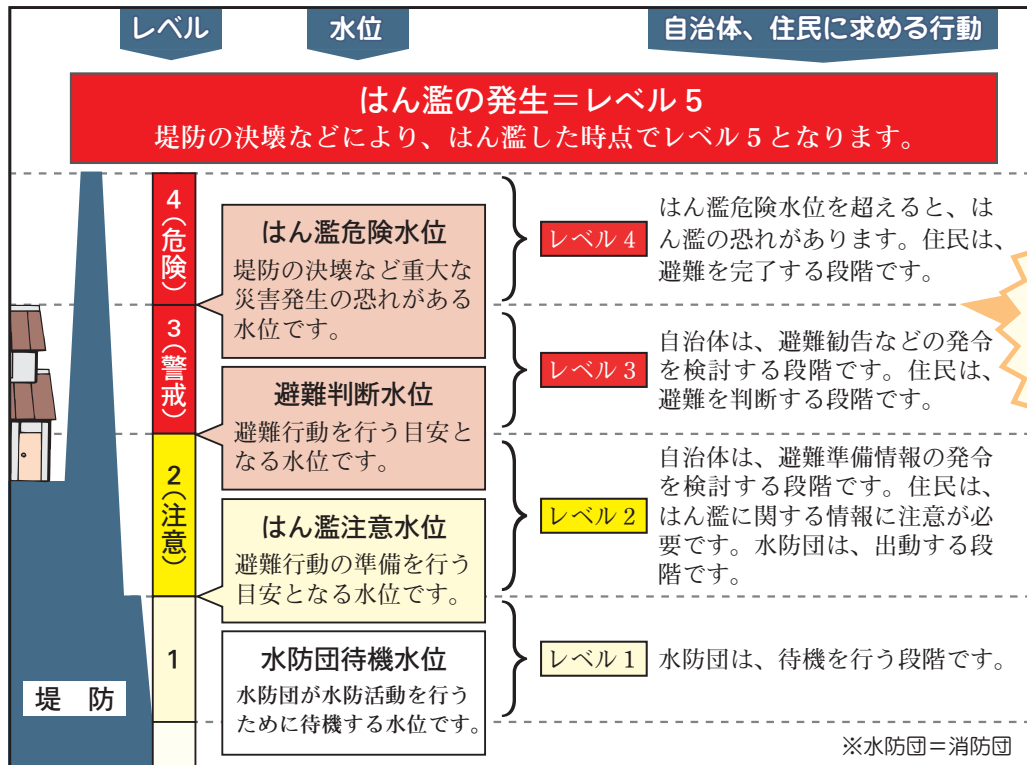 レベル
水位
自治体、住民に求める行動
はん濫の発生＝レベル５
堤防の決壊などにより、はん濫した時点でレベル５となります。
4（危険）
はん濫危険水位
堤防の決壊など重大な
災害発生の恐れがある
水位です。
レベル４
はん濫危険水位を超えると、は
ん濫の恐れがあります。住民は、
避難を完了する段階です。
3（警戒）
避難判断水位
避難行動を行う目安と
なる水位です。
レベル３
自治体は、避難勧告などの発令
を検討する段階です。住民は、
避難を判断する段階です。
2（注意）
はん濫注意水位
避難行動の準備を行う
目安となる水位です。
レベル２
自治体は、避難準備情報の発令
を検討する段階です。住民は、
はん濫に関する情報に注意が必
要です。水防団は、出動する段
階です。
1
水防団待機水位
水防団が水防活動を行う
ために待機する水位です。
レベル１
水防団は、待機を行う段階です。
堤　防
※水防団＝消防団